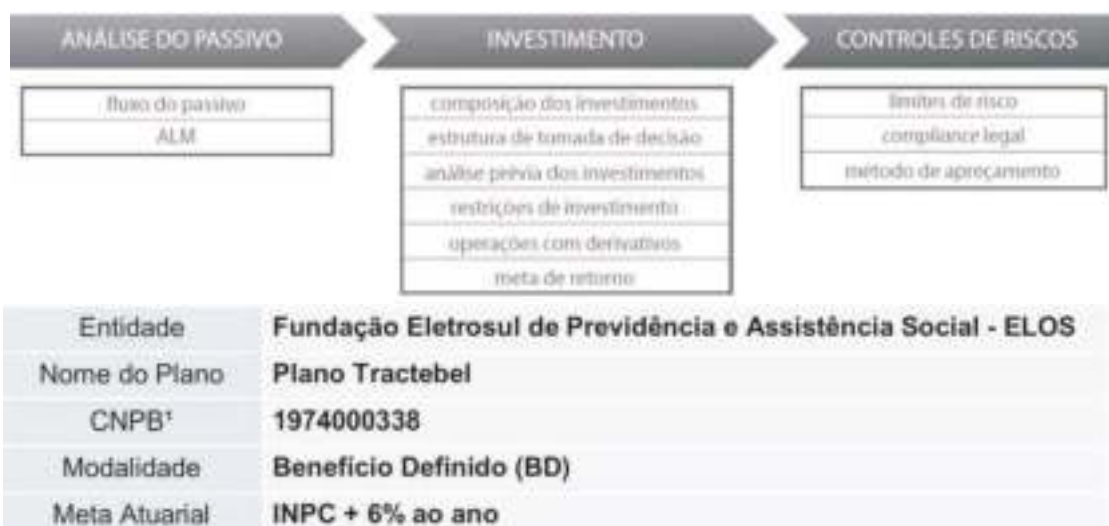 ANÁLISE DO PASSIVO
INVESTIMENTO
CONTROLES DE RISCOS
fluxo do passivo
ALM
composição dos investimentos
estrutura de tomada de decisão
análise prévia dos investimentos
restrições de investimento
operações com derivativos
meta de retorno
limites de risco
compliance legal
método de apreçamento
Entidade Fundação Eletrosul de Previdência e Assistência Social - ELOS
Nome do Plano Plano Tractebel
CNPB¹ 1974000338
Modalidade Benefício Definido (BD)
Meta Atuarial INPC + 6% ao ano